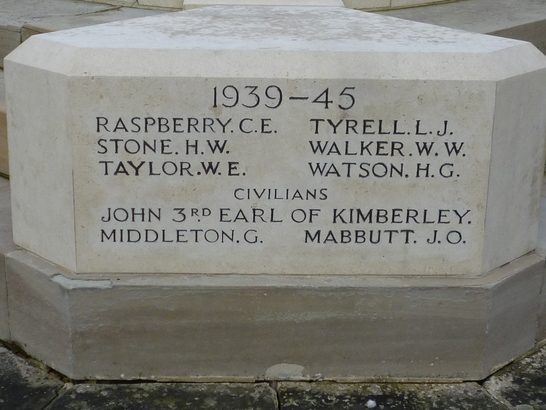 1939-45
RASPBERRY. C.E. TYRELL. L.J.
STONE. H.W. WALKER. W.W.
TAYLOR. W.E. WATSON. H.G.
CIVILIANS
JOHN 3RD EARL OF KIMBERLEY.
MIDDLETON. G. MABBUTT. J.O.